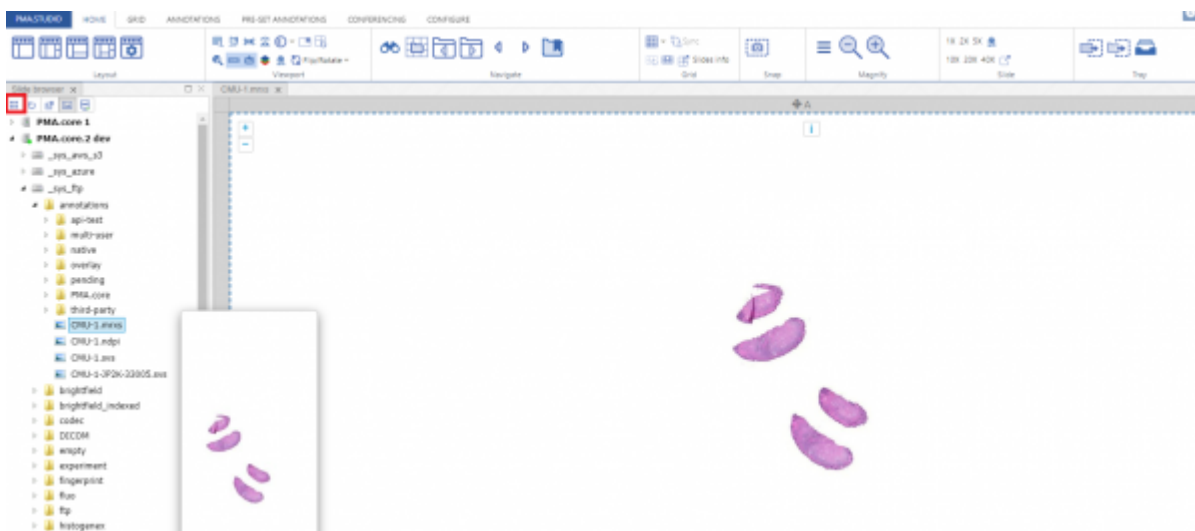 PMA.STUDIO HOME GRID ANNOTATIONS PRE-SET ANNOTATIONS CONFERENCING CONFIGURE
Sync
1X 2X 5X
Flip/Rotate
Slides info
10X 20X 40X
Layout Viewport Navigate Grid Snap Magnify Slide Tray
Slide browser x CMU-1.mrxs x
A
PMA.core 1
PMA.core.2 dev
_sys_aws_s3
_sys_azure
_sys_ftp
annotations
api-test
multi-user
native
overlay
pending
PMA.core
third-party
CMU-1.mrxs
CMU-1.ndpi
CMU-1.svs
CMU-1-JP2K-33005.svs
brightfield
brightfield_indexed
codec
DICOM
empty
experiment
fingerprint
fluo
ftp
histogenex